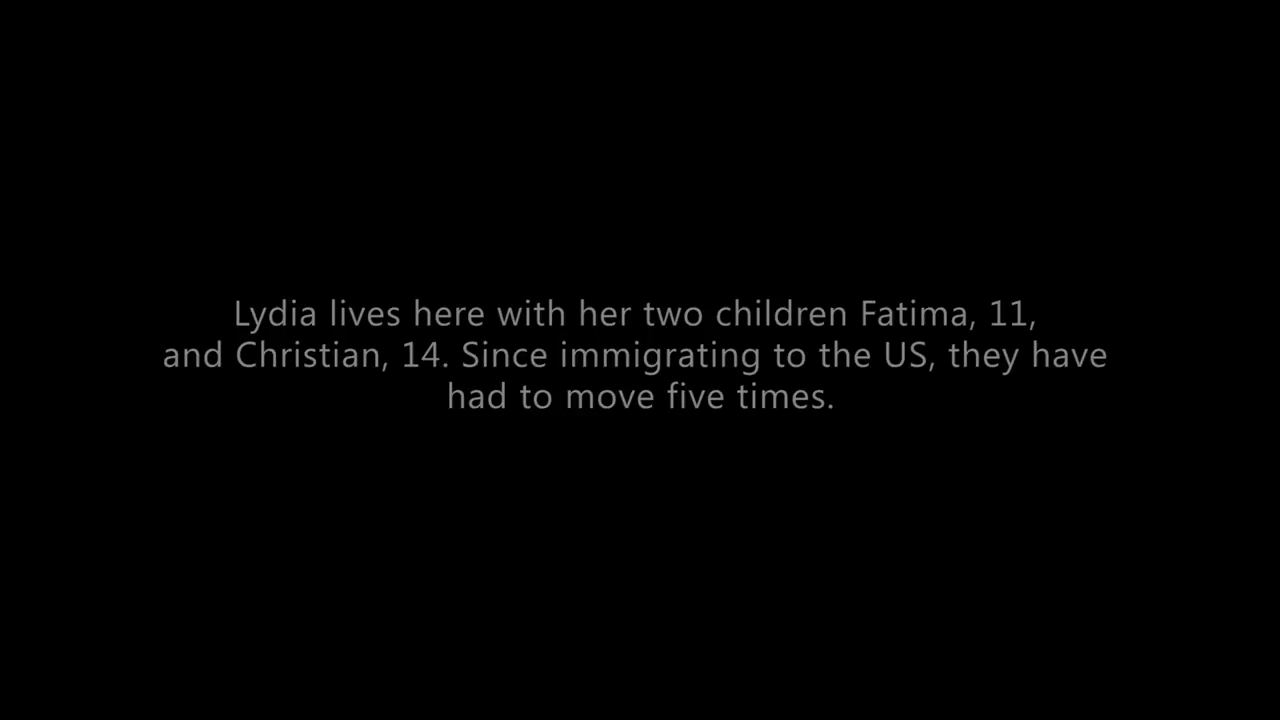 Lydia lives here with her two children Fatima, 11,
and Christian, 14. Since immigrating to the US, they have
had to move five times.